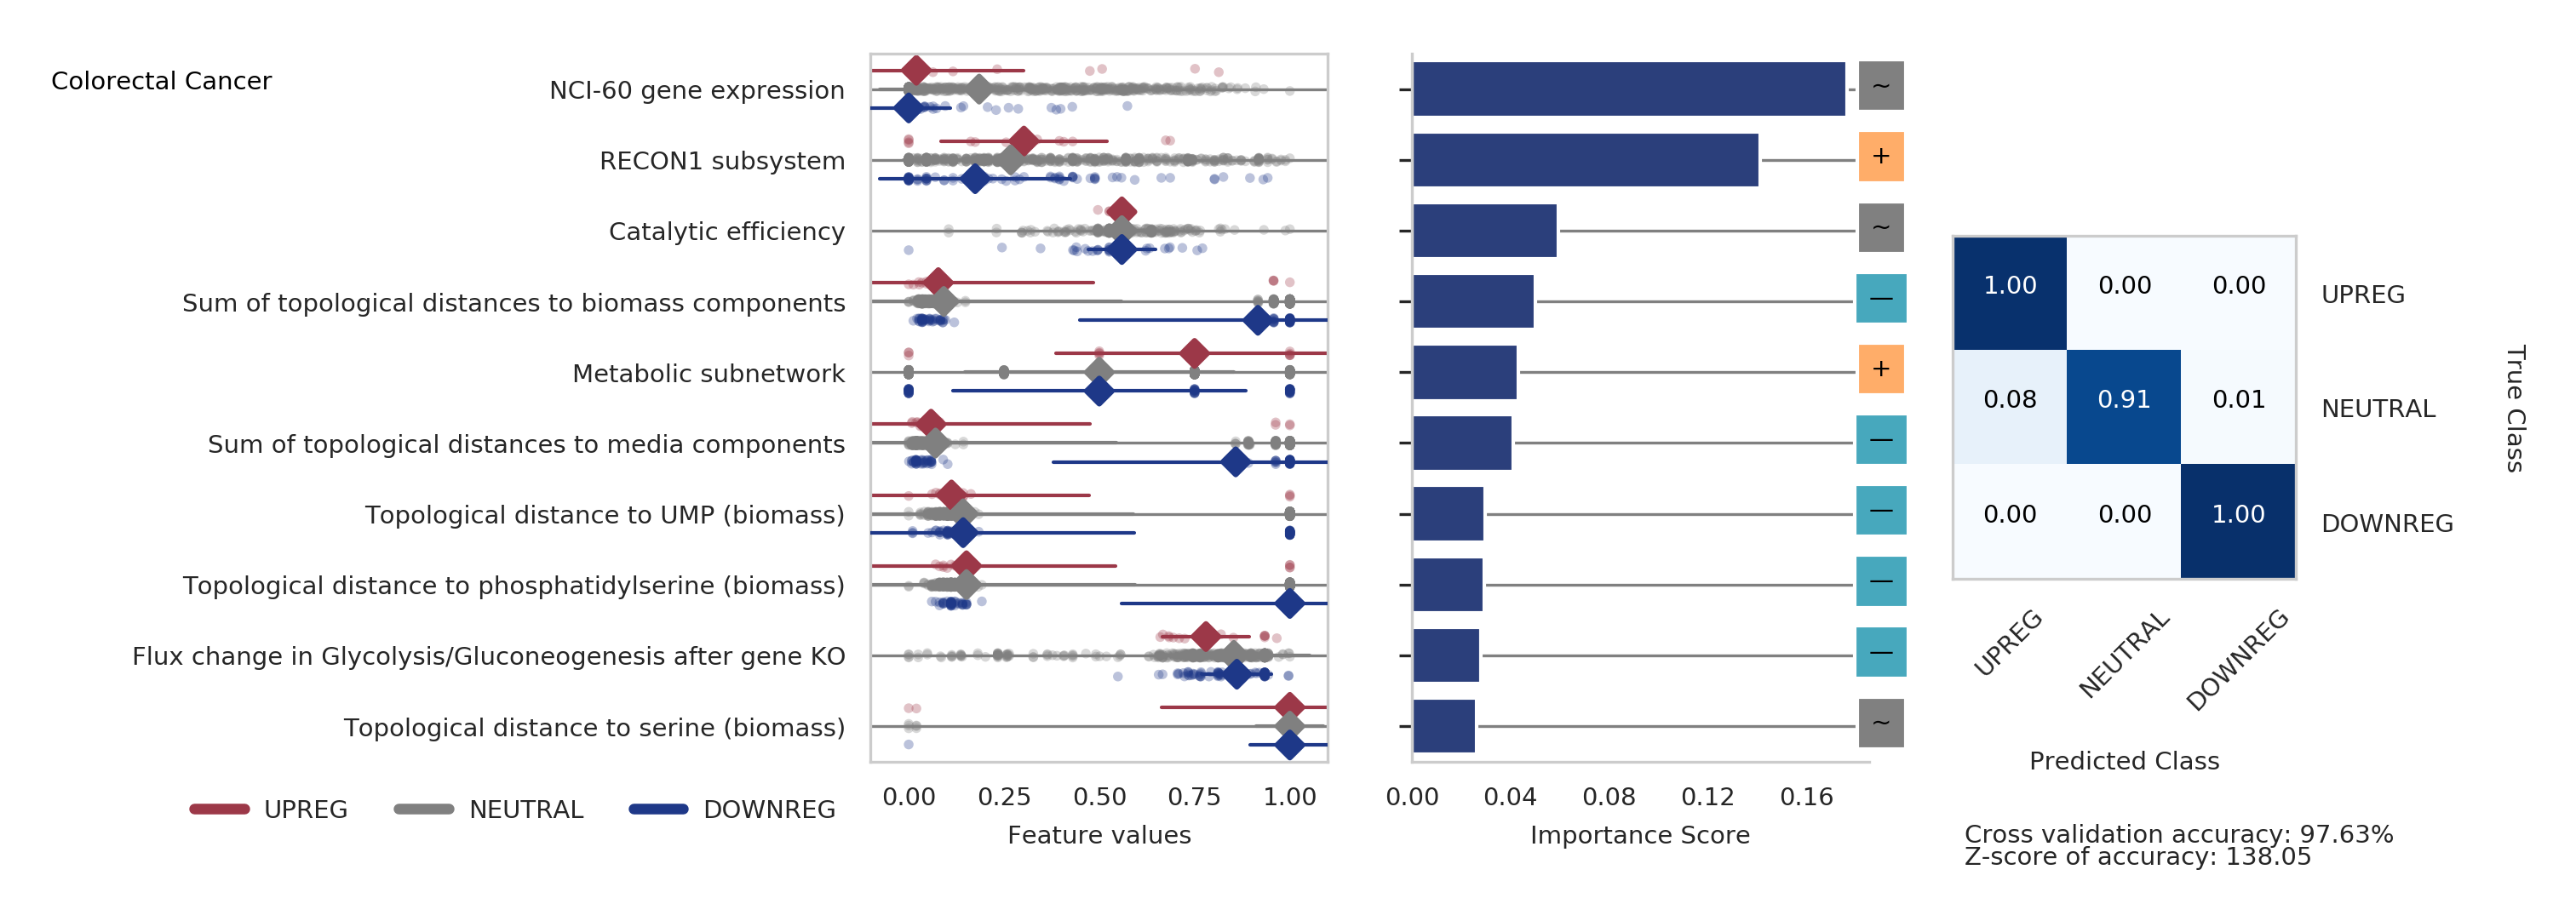 Colorectal Cancer
NCI-60 gene expression
RECON1 subsystem
Catalytic efficiency
Sum of topological distances to biomass components
Metabolic subnetwork
Sum of topological distances to media components
Topological distance to UMP (biomass)
Topological distance to phosphatidylserine (biomass)
Flux change in Glycolysis/Gluconeogenesis after gene KO
Topological distance to serine (biomass)
UPREG NEUTRAL DOWNREG
0.00 0.25 0.50 0.75 1.00
Feature values
~
+
~
—
+
—
—
—
—
~
0.00 0.04 0.08 0.12 0.16
Importance Score
1.00 0.00 0.00 UPREG
0.08 0.91 0.01 NEUTRAL
0.00 0.00 1.00 DOWNREG
True Class
UPREG NEUTRAL DOWNREG
Predicted Class
Cross validation accuracy: 97.63%
Z-score of accuracy: 138.05